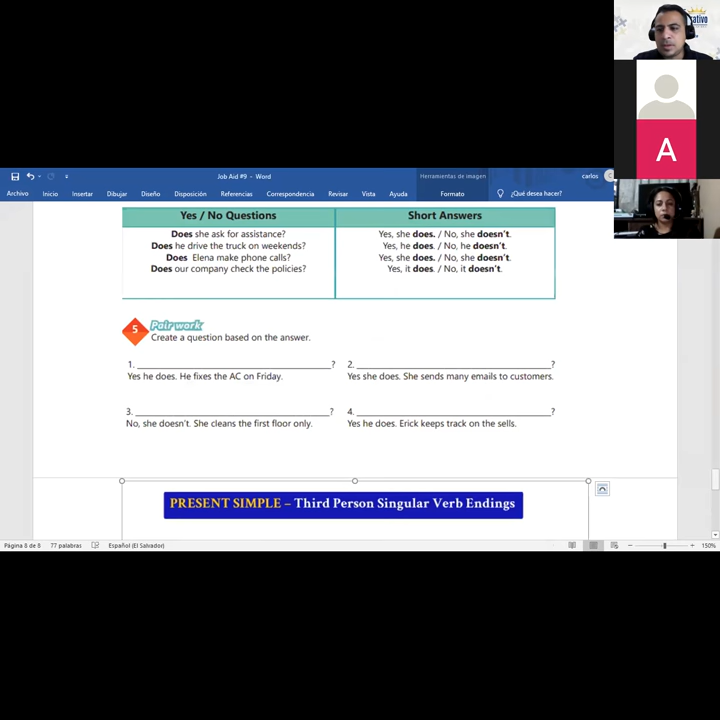 cativo
Job Aid #9 - Word
Herramientas de imagen
carlos
Archivo
Inicio
Insertar
Dibujar
Diseño
Disposición
Referencias
Correspondencia
Revisar
Vista
Ayuda
Formato
¿Qué desea hacer?
A
Yes / No Questions
Short Answers
Does she ask for assistance?
Yes, she does. / No, she doesn't.
Does he drive the truck on weekends?
Yes, he does. / No, he doesn't.
Does Elena make phone calls?
Yes, she does. / No, she doesn't.
Does our company check the policies?
Yes, it does. / No, it doesn't.
5 Pair work
Create a question based on the answer.
1. ______________________________?
Yes he does. He fixes the AC on Friday.
2. ______________________________?
Yes she does. She sends many emails to customers.
3. ______________________________?
No, she doesn't. She cleans the first floor only.
4. ______________________________?
Yes he does. Erick keeps track on the sells.
PRESENT SIMPLE – Third Person Singular Verb Endings
Página 8 de 8
77 palabras
Español (El Salvador)
150%